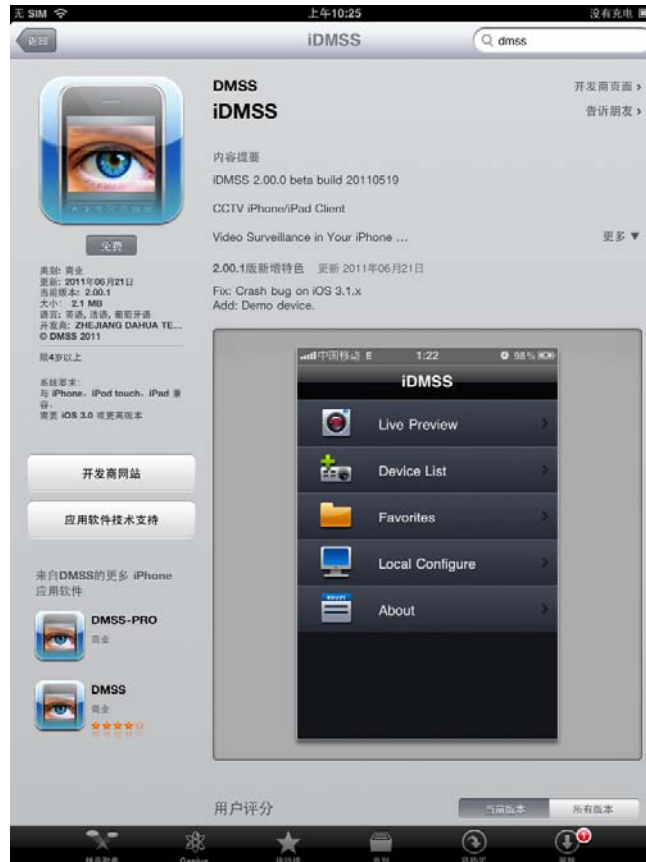 无 SIM 上午10:25 没有充电
返回 iDMSS dmss
DMSS 开发商页面 ›
iDMSS 告诉朋友 ›
内容提要
iDMSS 2.00.0 beta build 20110519
CCTV iPhone/iPad Client
Video Surveillance in Your iPhone ... 更多 ▼
2.00.1版新增特色 更新 2011年06月21日
Fix: Crash bug on iOS 3.1.x
Add: Demo device.
免费
类别: 商业
更新: 2011年06月21日
当前版本: 2.00.1
大小: 2.1 MB
语言: 英语, 法语, 葡萄牙语
开发商: ZHEJIANG DAHUA TE...
© DMSS 2011
限4岁以上
系统要求:
与 iPhone、iPod touch、iPad 兼
容。
需要 iOS 3.0 或更高版本
开发商网站
应用软件技术支持
来自DMSS的更多 iPhone
应用软件
DMSS-PRO
商业
DMSS
商业
中国移动 E 1:22 98%
iDMSS
Live Preview
Device List
Favorites
Local Configure
About
用户评分 当前版本 所有版本
Genius